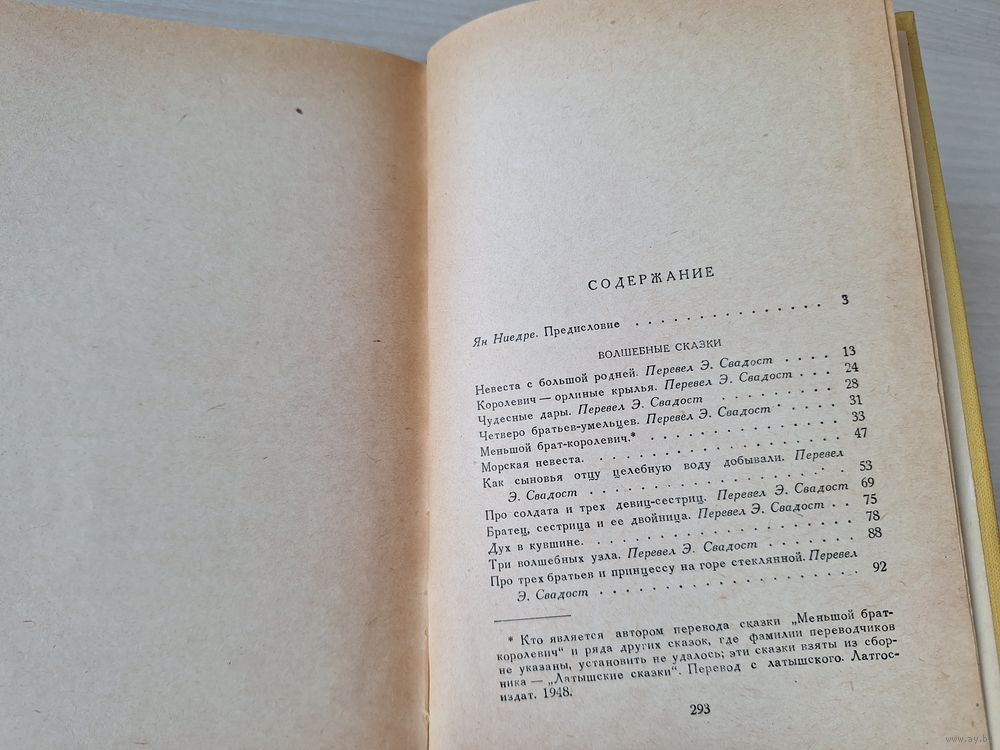 СОДЕРЖАНИЕ
Ян Ниедре. Предисловие . . . . . . . . . . . . . . . 3
ВОЛШЕБНЫЕ СКАЗКИ
Невеста с большой родней. Перевел Э. Свадост . . . . 13
Королевич — орлиные крылья. Перевел Э. Свадост . . . 24
Чудесные дары. Перевел Э. Свадост . . . . . . . . 28
Четверо братьев-умельцев. Перевел Э. Свадост . . . . 31
Меньшой брат-королевич.* . . . . . . . . . . . . 33
Морская невеста. . . . . . . . . . . . . . . . . 47
Как сыновья отцу целебную воду добывали. Перевел
Э. Свадост . . . . . . . . . . . . . . . . . 53
Про солдата и трех девиц-сестриц. Перевел Э. Свадост 69
Братец, сестрица и ее двойница. Перевел Э. Свадост . . 75
Дух в кувшине. . . . . . . . . . . . . . . . . . 78
Три волшебных узла. Перевел Э. Свадост . . . . . . 88
Про трех братьев и принцессу на горе стеклянной. Перевел
Э. Свадост . . . . . . . . . . . . . . . . . 92
* Кто является автором перевода сказки „Меньшой брат-
королевич“ и ряда других сказок, где фамилии переводчиков
не указаны, установить не удалось; эти сказки взяты из сбор-
ника — „Латышские сказки“. Перевод с латышского. Латгос-
издат. 1948.
293
www.ay.by